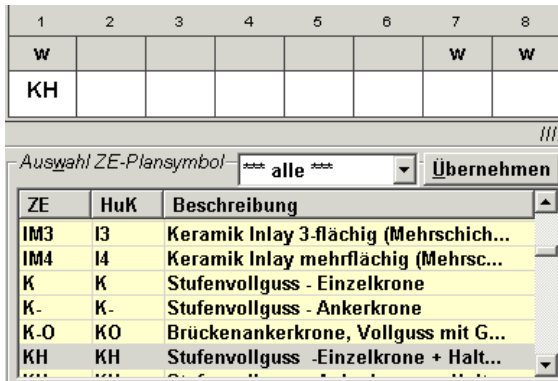 1 2 3 4 5 6 7 8
w w w
KH
///
Auswahl ZE-Plansymbol *** alle *** Übernehmen
ZE HuK Beschreibung
IM3 I3 Keramik Inlay 3-flächig (Mehrschich...
IM4 I4 Keramik Inlay mehrflächig (Mehrsc...
K K Stufenvollguss - Einzelkrone
K- K- Stufenvollguss - Ankerkrone
K-O KO Brückenankerkrone, Vollguss mit G...
KH KH Stufenvollguss -Einzelkrone + Halt...